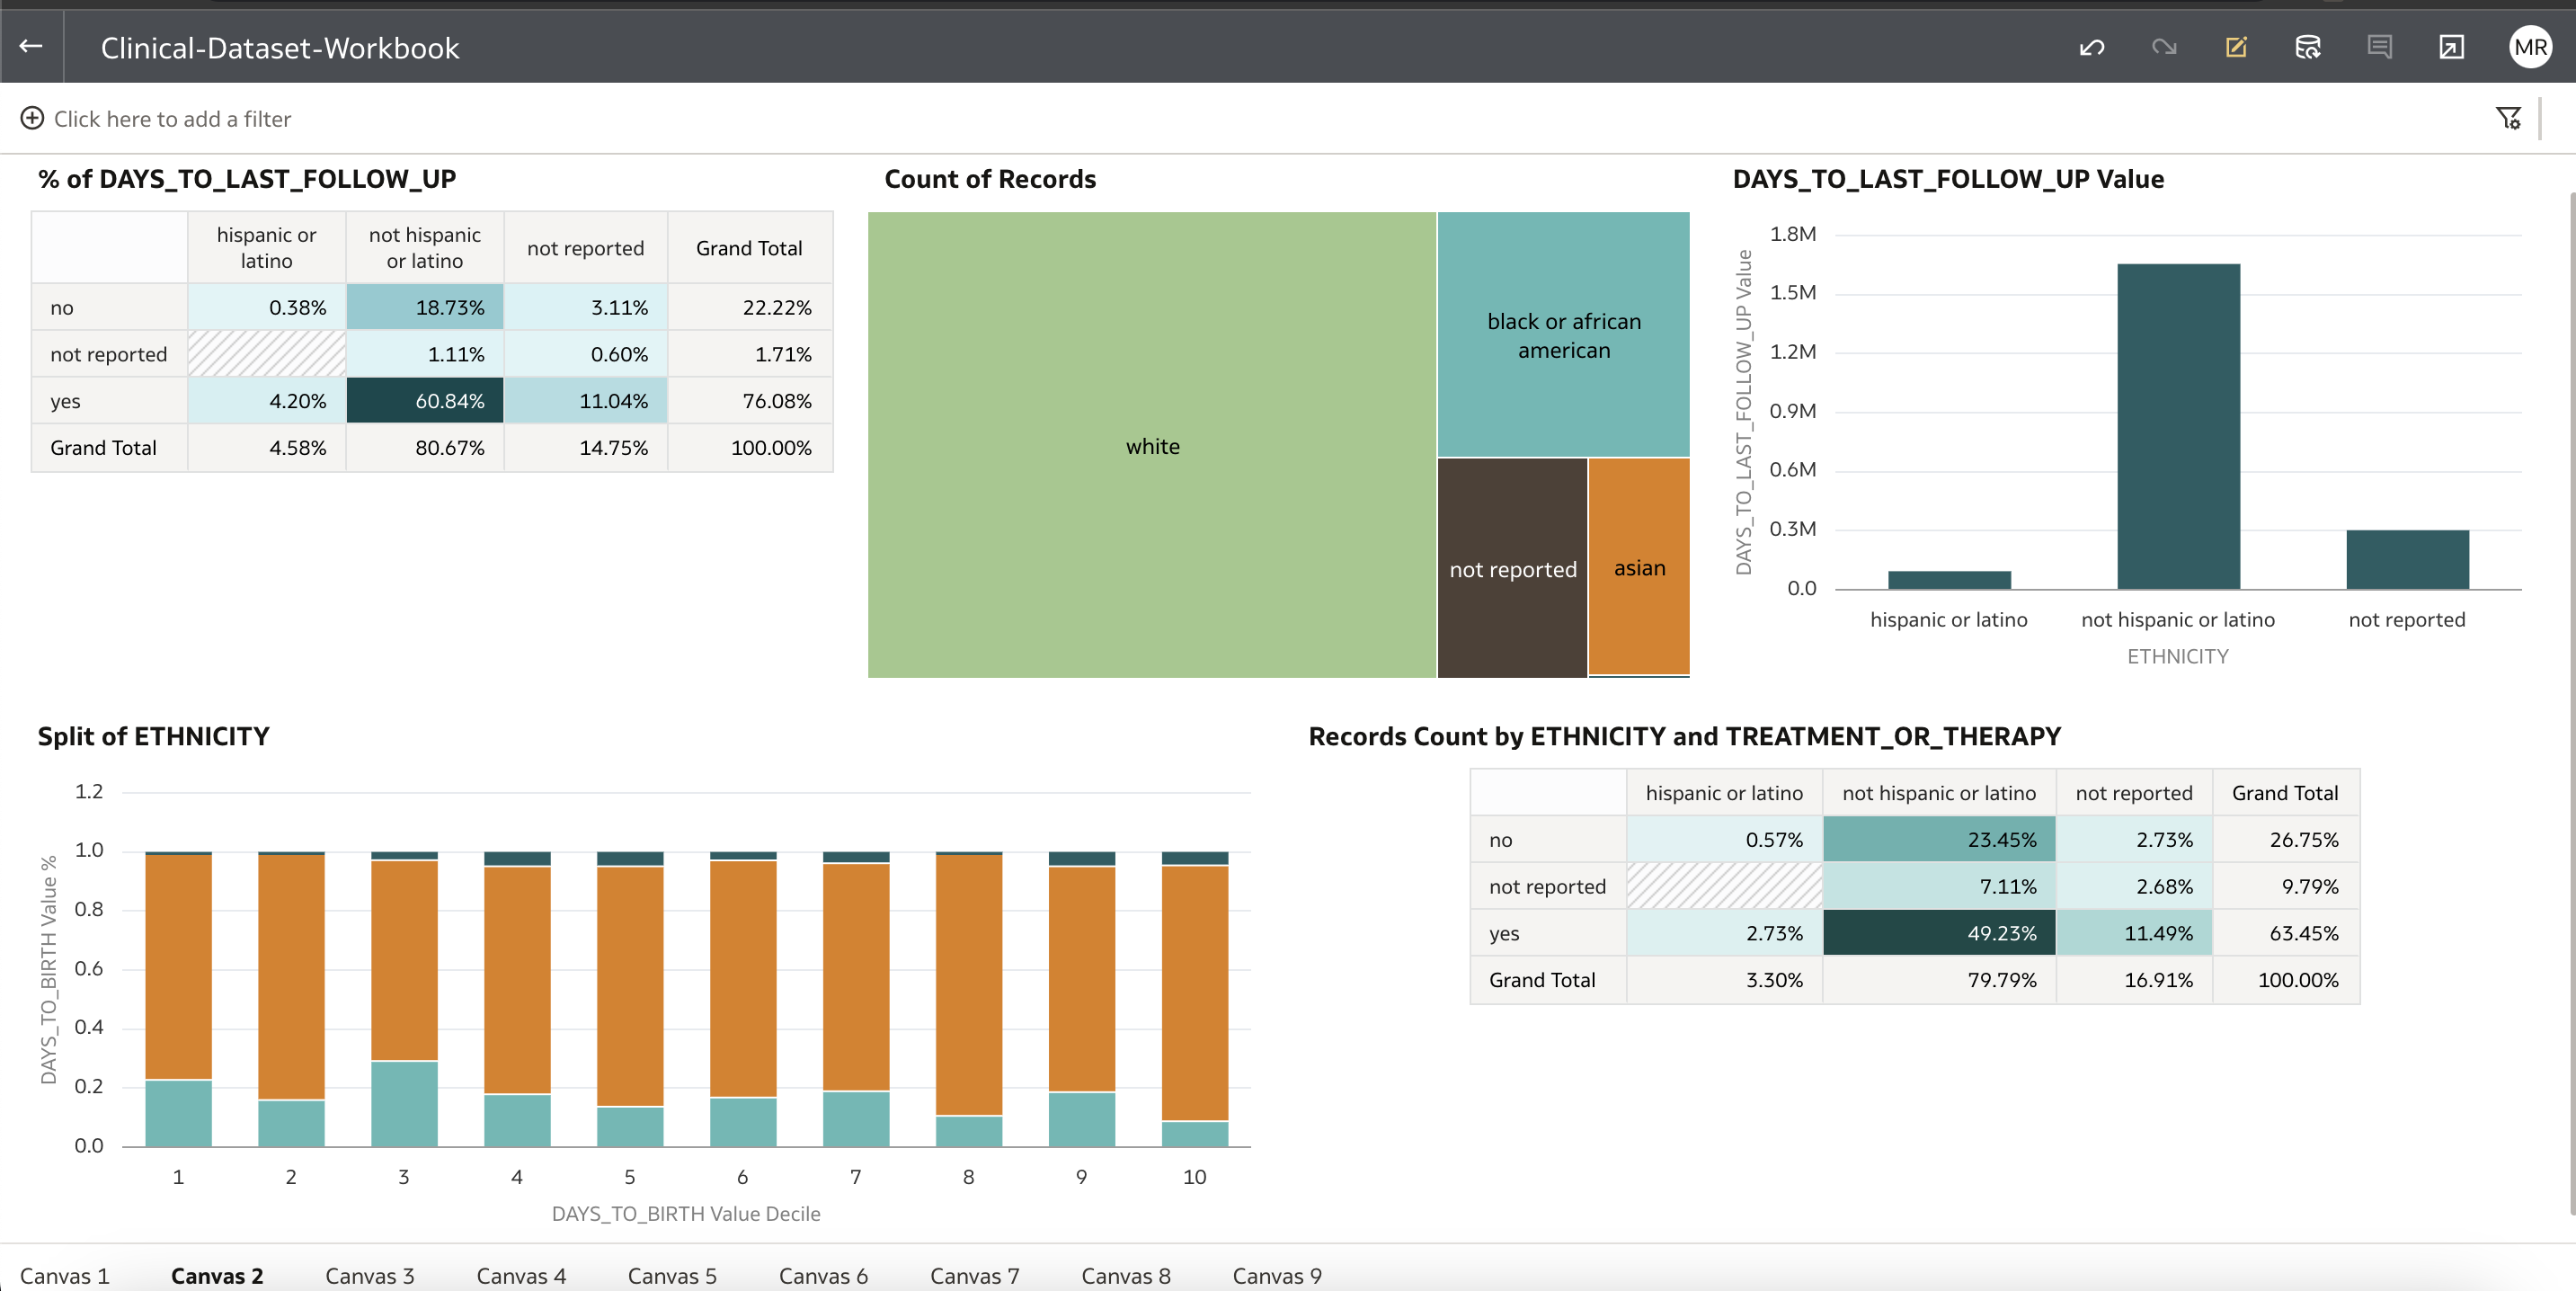 Clinical-Dataset-Workbook
MR
Click here to add a filter
% of DAYS_TO_LAST_FOLLOW_UP
hispanic or latino not hispanic or latino not reported Grand Total
no 0.38% 18.73% 3.11% 22.22%
not reported 1.11% 0.60% 1.71%
yes 4.20% 60.84% 11.04% 76.08%
Grand Total 4.58% 80.67% 14.75% 100.00%
Count of Records
white
black or african
american
not reported
asian
DAYS_TO_LAST_FOLLOW_UP Value
DAYS_TO_LAST_FOLLOW_UP Value
1.8M
1.5M
1.2M
0.9M
0.6M
0.3M
0.0
hispanic or latino not hispanic or latino not reported
ETHNICITY
Split of ETHNICITY
DAYS_TO_BIRTH Value %
1.2
1.0
0.8
0.6
0.4
0.2
0.0
1 2 3 4 5 6 7 8 9 10
DAYS_TO_BIRTH Value Decile
Records Count by ETHNICITY and TREATMENT_OR_THERAPY
hispanic or latino not hispanic or latino not reported Grand Total
no 0.57% 23.45% 2.73% 26.75%
not reported 7.11% 2.68% 9.79%
yes 2.73% 49.23% 11.49% 63.45%
Grand Total 3.30% 79.79% 16.91% 100.00%
Canvas 1 Canvas 2 Canvas 3 Canvas 4 Canvas 5 Canvas 6 Canvas 7 Canvas 8 Canvas 9